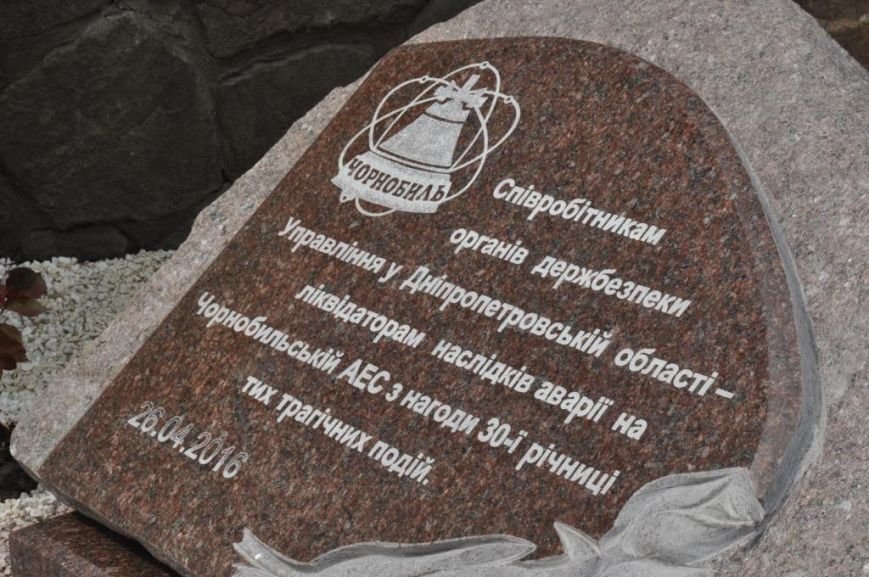 ЧОРНОБИЛЬ
Співробітникам
органів держбезпеки
Управління у Дніпропетровській області –
ліквідаторам наслідків аварії на
Чорнобильській АЕС з нагоди 30-ї річниці
тих трагічних подій.
26.04.2016